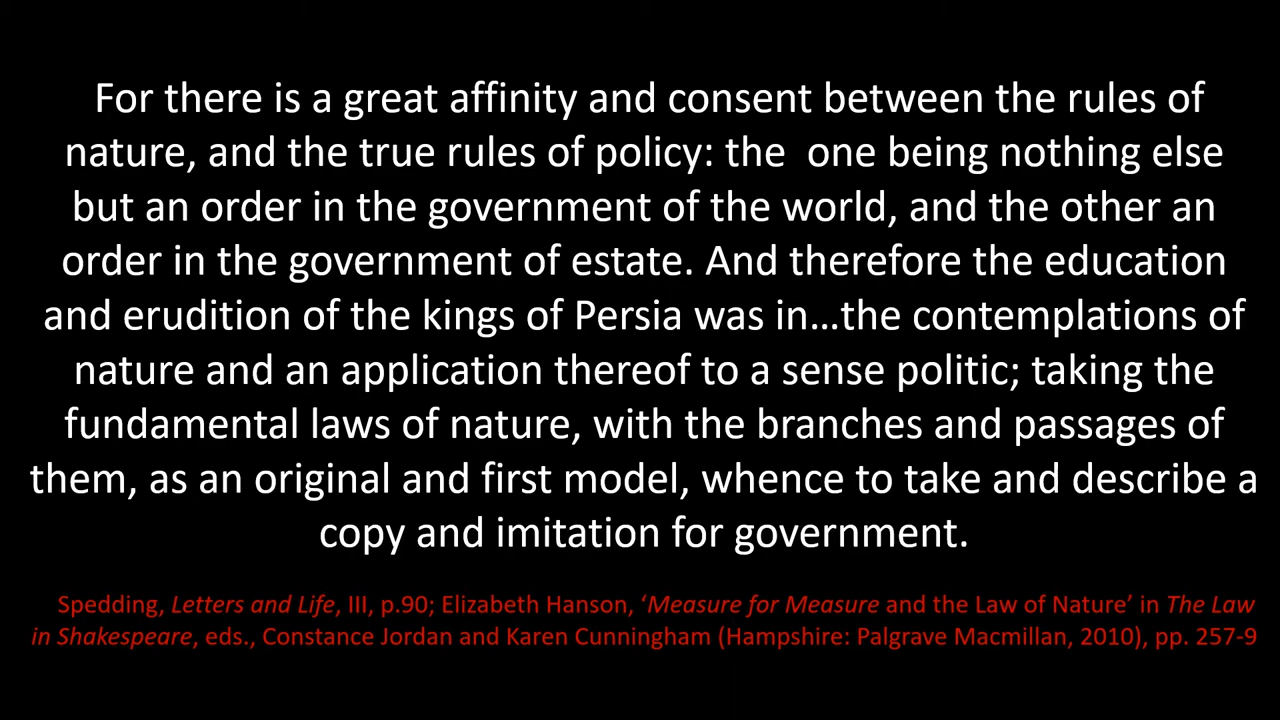 For there is a great affinity and consent between the rules of
nature, and the true rules of policy: the  one being nothing else
but an order in the government of the world, and the other an
order in the government of estate. And therefore the education
and erudition of the kings of Persia was in…the contemplations of
nature and an application thereof to a sense politic; taking the
fundamental laws of nature, with the branches and passages of
them, as an original and first model, whence to take and describe a
copy and imitation for government.
Spedding, Letters and Life, III, p.90; Elizabeth Hanson, ‘Measure for Measure and the Law of Nature’ in The Law
in Shakespeare, eds., Constance Jordan and Karen Cunningham (Hampshire: Palgrave Macmillan, 2010), pp. 257-9